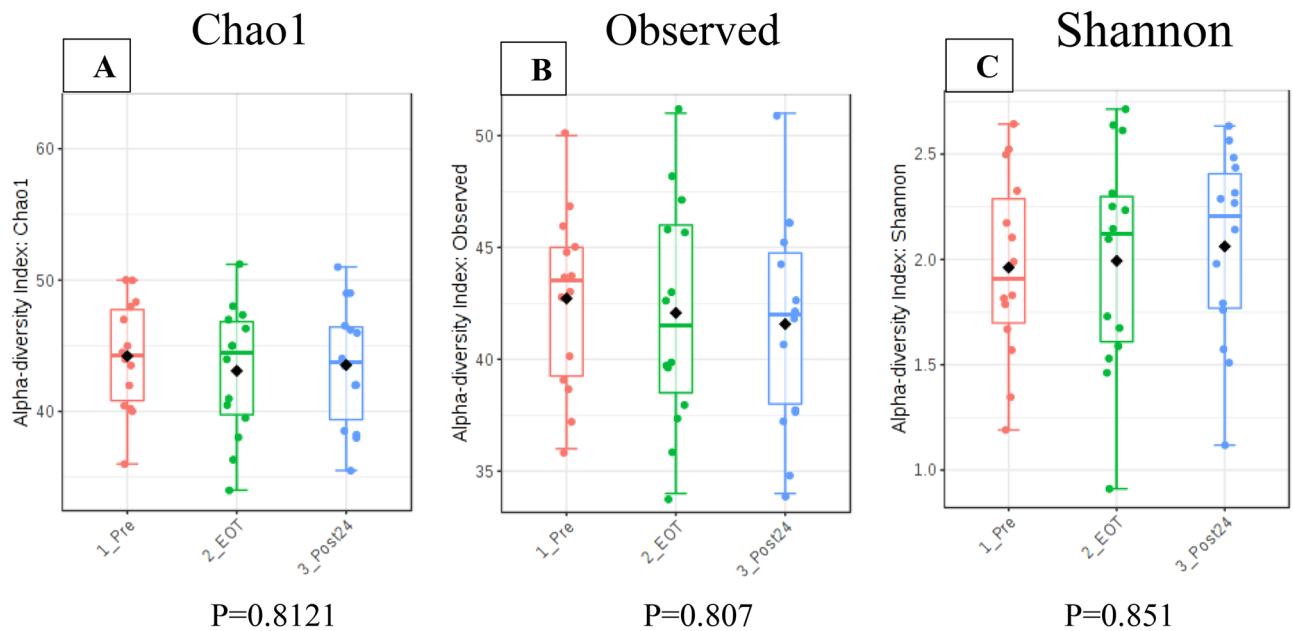 Chao1
A
Alpha-diversity Index: Chao1
60
50
40
1_Pre
2_EOT
3_Post24
P=0.8121
Observed
B
Alpha-diversity Index: Observed
50
45
40
35
1_Pre
2_EOT
3_Post24
P=0.807
Shannon
C
Alpha-diversity Index: Shannon
2.5
2.0
1.5
1.0
1_Pre
2_EOT
3_Post24
P=0.851